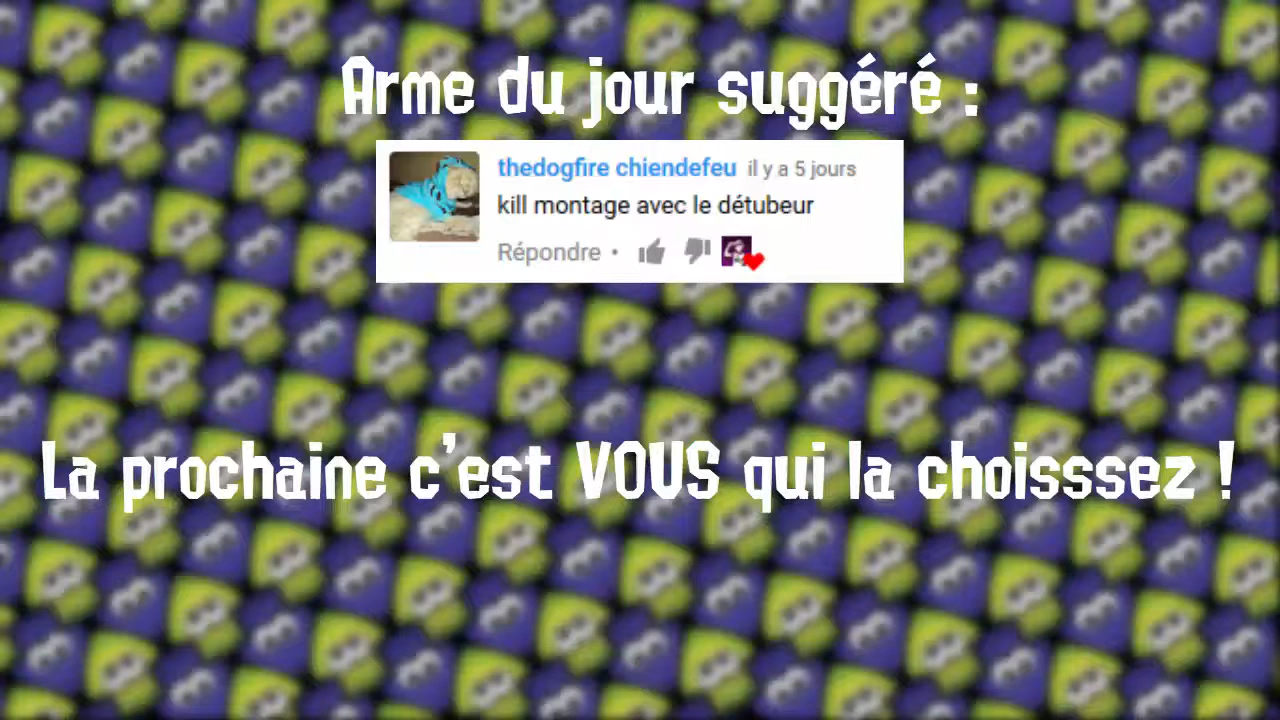 Arme du jour suggéré :
thedogfire chiendefeu il y a 5 jours
kill montage avec le détubeur
Répondre •
La prochaine c'est VOUS qui la choisssez !